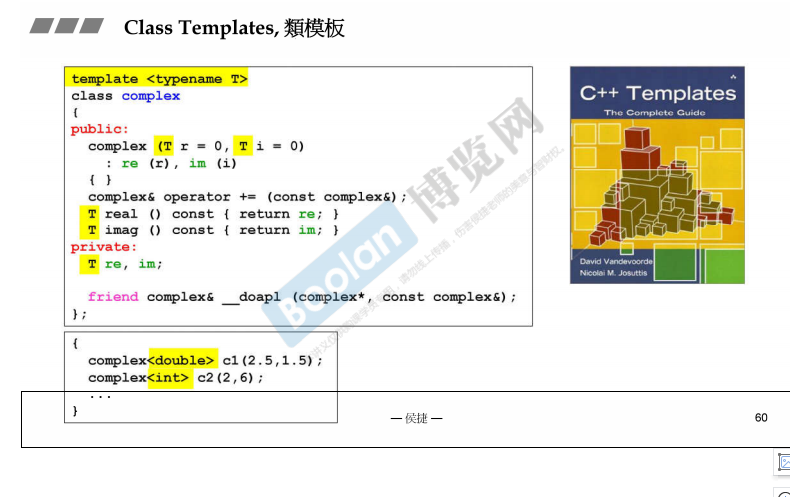 Class Templates, 類模板
template <typename T>
class complex
{
public:
complex (T r = 0, T i = 0)
: re (r), im (i)
{ }
complex& operator += (const complex&);
T real () const { return re; }
T imag () const { return im; }
private:
T re, im;
friend complex& __doapl (complex*, const complex&);
};
{
complex<double> c1(2.5,1.5);
complex<int> c2(2,6);
...
}
C++ Templates
The Complete Guide
David Vandevoorde
Nicolai M. Josuttis
Boolan 博览网
— 侯捷 —
60